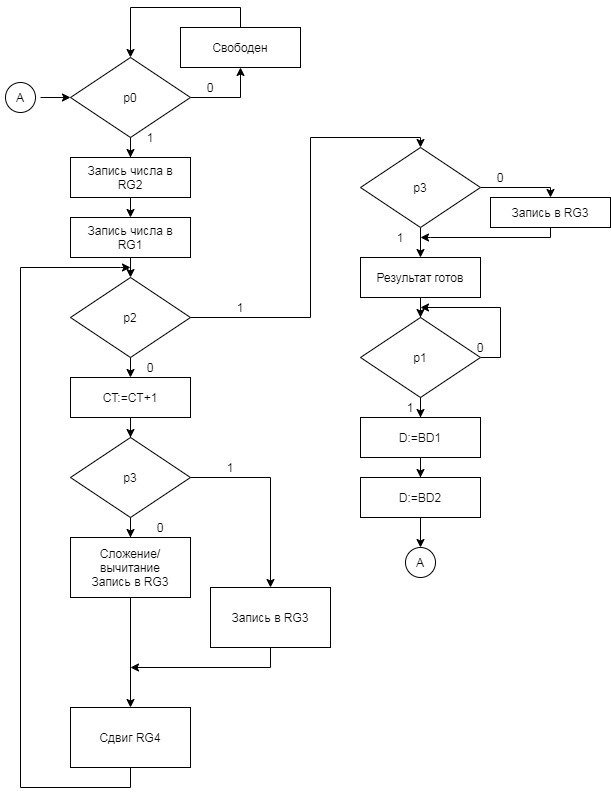 Свободен
A
p0
0
1
Запись числа в
RG2
Запись числа в
RG1
p2
1
0
CT:=CT+1
p3
1
0
Сложение/
вычитание
Запись в RG3
Запись в RG3
Сдвиг RG4
p3
0
Запись в RG3
1
Результат готов
p1
0
1
D:=BD1
D:=BD2
A